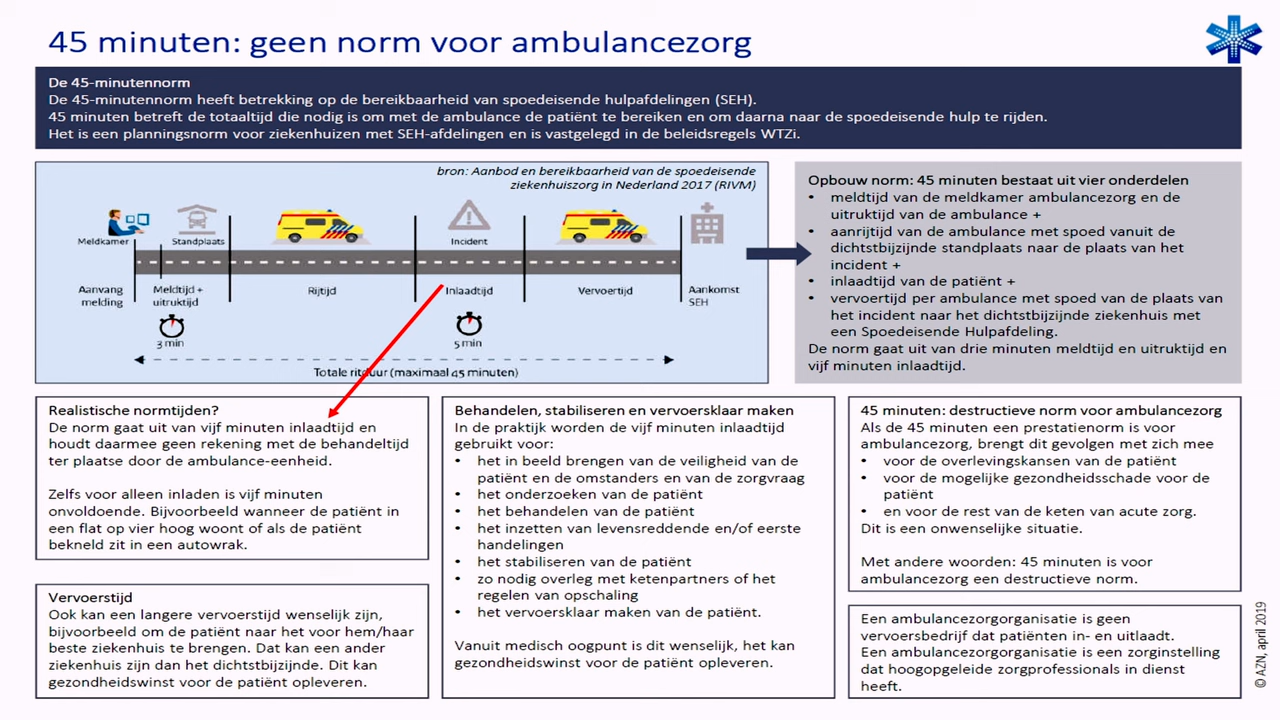 45 minuten: geen norm voor ambulancezorg
De 45-minutennorm
De 45-minutennorm heeft betrekking op de bereikbaarheid van spoedeisende hulpafdelingen (SEH).
45 minuten betreft de totaaltijd die nodig is om met de ambulance de patiënt te bereiken en om daarna naar de spoedeisende hulp te rijden.
Het is een planningsnorm voor ziekenhuizen met SEH-afdelingen en is vastgelegd in de beleidsregels WTZi.
bron: Aanbod en bereikbaarheid van de spoedeisende
ziekenhuiszorg in Nederland 2017 (RIVM)
Meldkamer
Standplaats
Incident
Aanvang
melding
Meldtijd +
uitruktijd
Rijtijd
Inlaadtijd
Vervoertijd
Aankomst
SEH
3 min
5 min
Totale ritduur (maximaal 45 minuten)
Opbouw norm: 45 minuten bestaat uit vier onderdelen
• meldtijd van de meldkamer ambulancezorg en de
uitruktijd van de ambulance +
• aanrijtijd van de ambulance met spoed vanuit de
dichtstbijzijnde standplaats naar de plaats van het
incident +
• inlaadtijd van de patiënt +
• vervoertijd per ambulance met spoed van de plaats van
het incident naar het dichtstbijzijnde ziekenhuis met
een Spoedeisende Hulpafdeling.
De norm gaat uit van drie minuten meldtijd en uitruktijd en
vijf minuten inlaadtijd.
Realistische normtijden?
De norm gaat uit van vijf minuten inlaadtijd en
houdt daarmee geen rekening met de behandeltijd
ter plaatse door de ambulance-eenheid.
Zelfs voor alleen inladen is vijf minuten
onvoldoende. Bijvoorbeeld wanneer de patiënt in
een flat op vier hoog woont of als de patiënt
bekneld zit in een autowrak.
Vervoerstijd
Ook kan een langere vervoerstijd wenselijk zijn,
bijvoorbeeld om de patiënt naar het voor hem/haar
beste ziekenhuis te brengen. Dat kan een ander
ziekenhuis zijn dan het dichtstbijzijnde. Dit kan
gezondheidswinst voor de patiënt opleveren.
Behandelen, stabiliseren en vervoersklaar maken
In de praktijk worden de vijf minuten inlaadtijd
gebruikt voor:
• het in beeld brengen van de veiligheid van de
patiënt en de omstanders en van de zorgvraag
• het onderzoeken van de patiënt
• het behandelen van de patiënt
• het inzetten van levensreddende en/of eerste
handelingen
• het stabiliseren van de patiënt
• zo nodig overleg met ketenpartners of het
regelen van opschaling
• het vervoersklaar maken van de patiënt.
Vanuit medisch oogpunt is dit wenselijk, het kan
gezondheidswinst voor de patiënt opleveren.
45 minuten: destructieve norm voor ambulancezorg
Als de 45 minuten een prestatienorm is voor
ambulancezorg, brengt dit gevolgen met zich mee
• voor de overlevingskansen van de patiënt
• voor de mogelijke gezondheidsschade voor de
patiënt
• en voor de rest van de keten van acute zorg.
Dit is een onwenselijke situatie.
Met andere woorden: 45 minuten is voor
ambulancezorg een destructieve norm.
Een ambulancezorgorganisatie is geen
vervoersbedrijf dat patiënten in- en uitlaadt.
Een ambulancezorgorganisatie is een zorginstelling
dat hoogopgeleide zorgprofessionals in dienst
heeft.
© AZN, april 2019